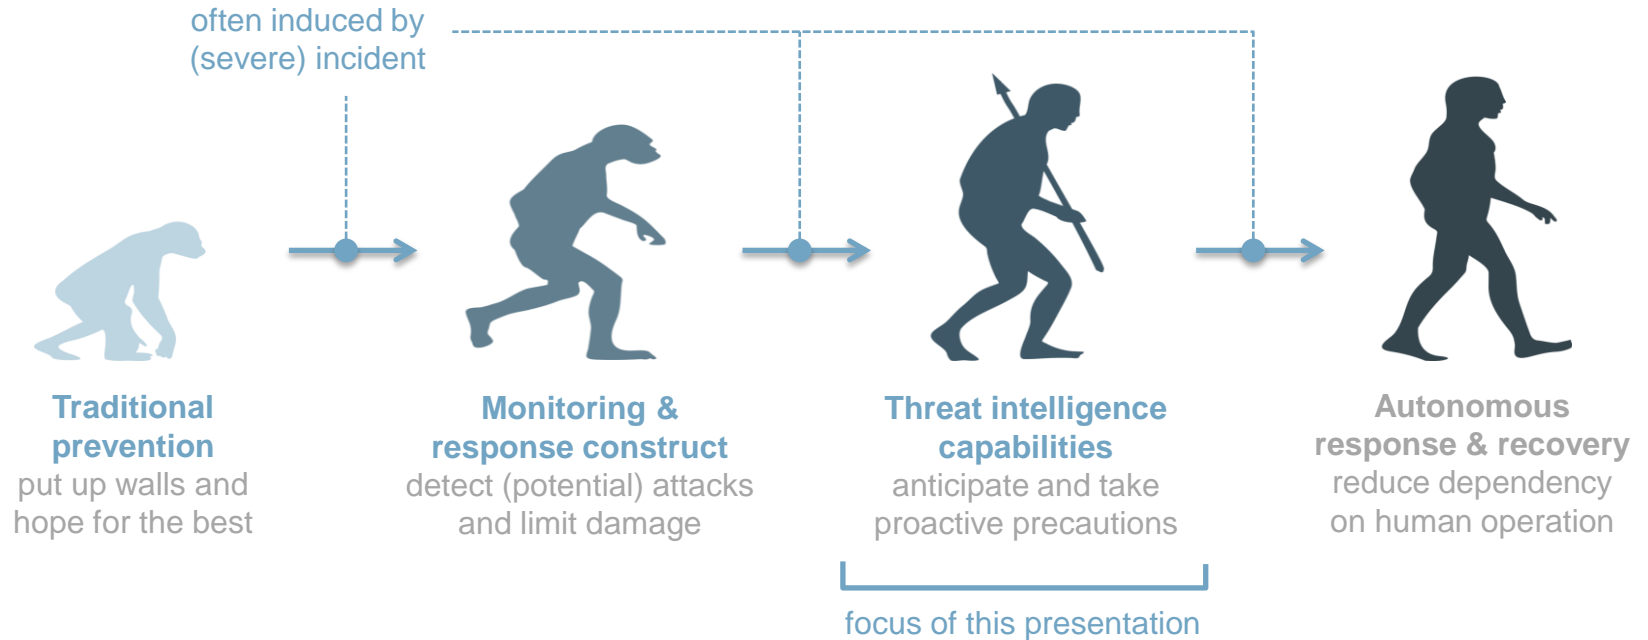 often induced by
(severe) incident
Traditional
prevention
put up walls and
hope for the best
Monitoring &
response construct
detect (potential) attacks
and limit damage
Threat intelligence
capabilities
anticipate and take
proactive precautions
Autonomous
response & recovery
reduce dependency
on human operation
focus of this presentation